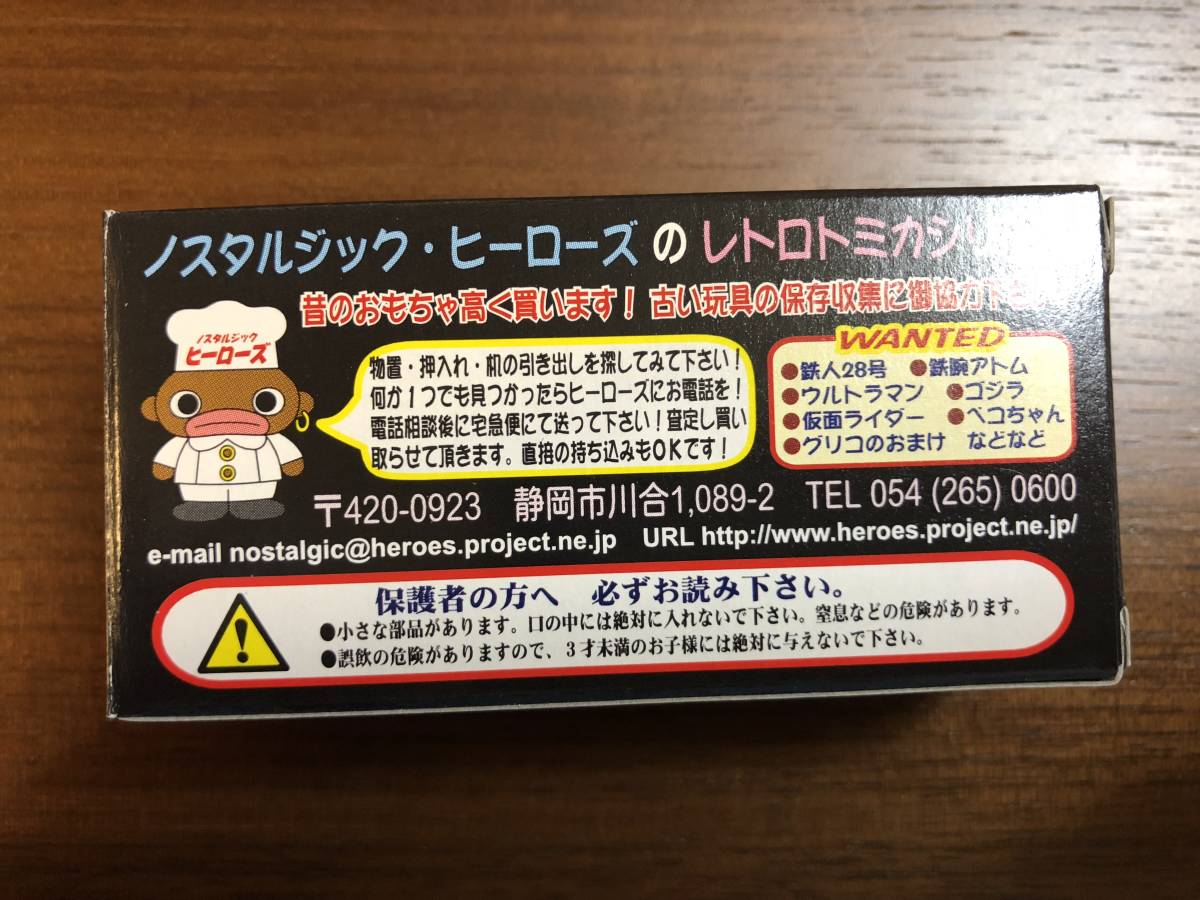 ノスタルジック・ヒーローズ の レトロトミカシリ
昔のおもちゃ高く買います! 古い玩具の保存収集に御協力下さい
ノスタルジック
ヒーローズ
物置・押入れ・机の引き出しを探してみて下さい!
何か1つでも見つかったらヒーローズにお電話を!
電話相談後に宅急便にて送って下さい!査定し買い
取らせて頂きます。直接の持ち込みもOKです!
WANTED
●鉄人28号 ●鉄腕アトム
●ウルトラマン ●ゴジラ
●仮面ライダー ●ペコちゃん
●グリコのおまけ などなど
〒420-0923 静岡市川合1,089-2 TEL 054 (265) 0600
e-mail nostalgic@heroes.project.ne.jp URL http://www.heroes.project.ne.jp/
保護者の方へ 必ずお読み下さい。
●小さな部品があります。口の中には絶対に入れないで下さい。窒息などの危険があります。
●誤飲の危険がありますので、3才未満のお子様には絶対に与えないで下さい。